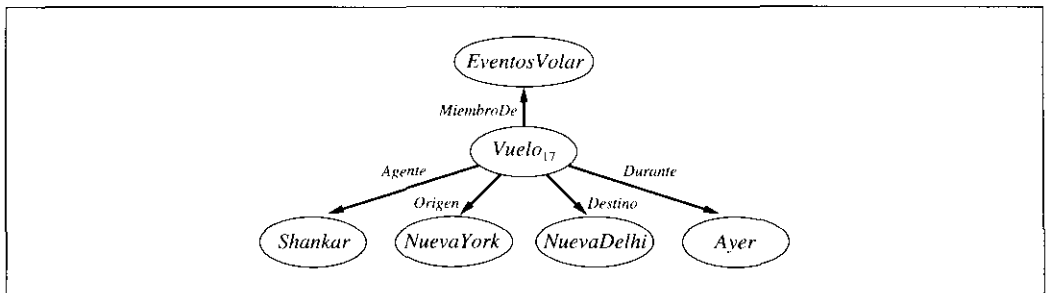 EventosVolar
MiembroDe
Vuelo17
Agente
Durante
Origen
Destino
Shankar
NuevaYork
NuevaDelhi
Ayer